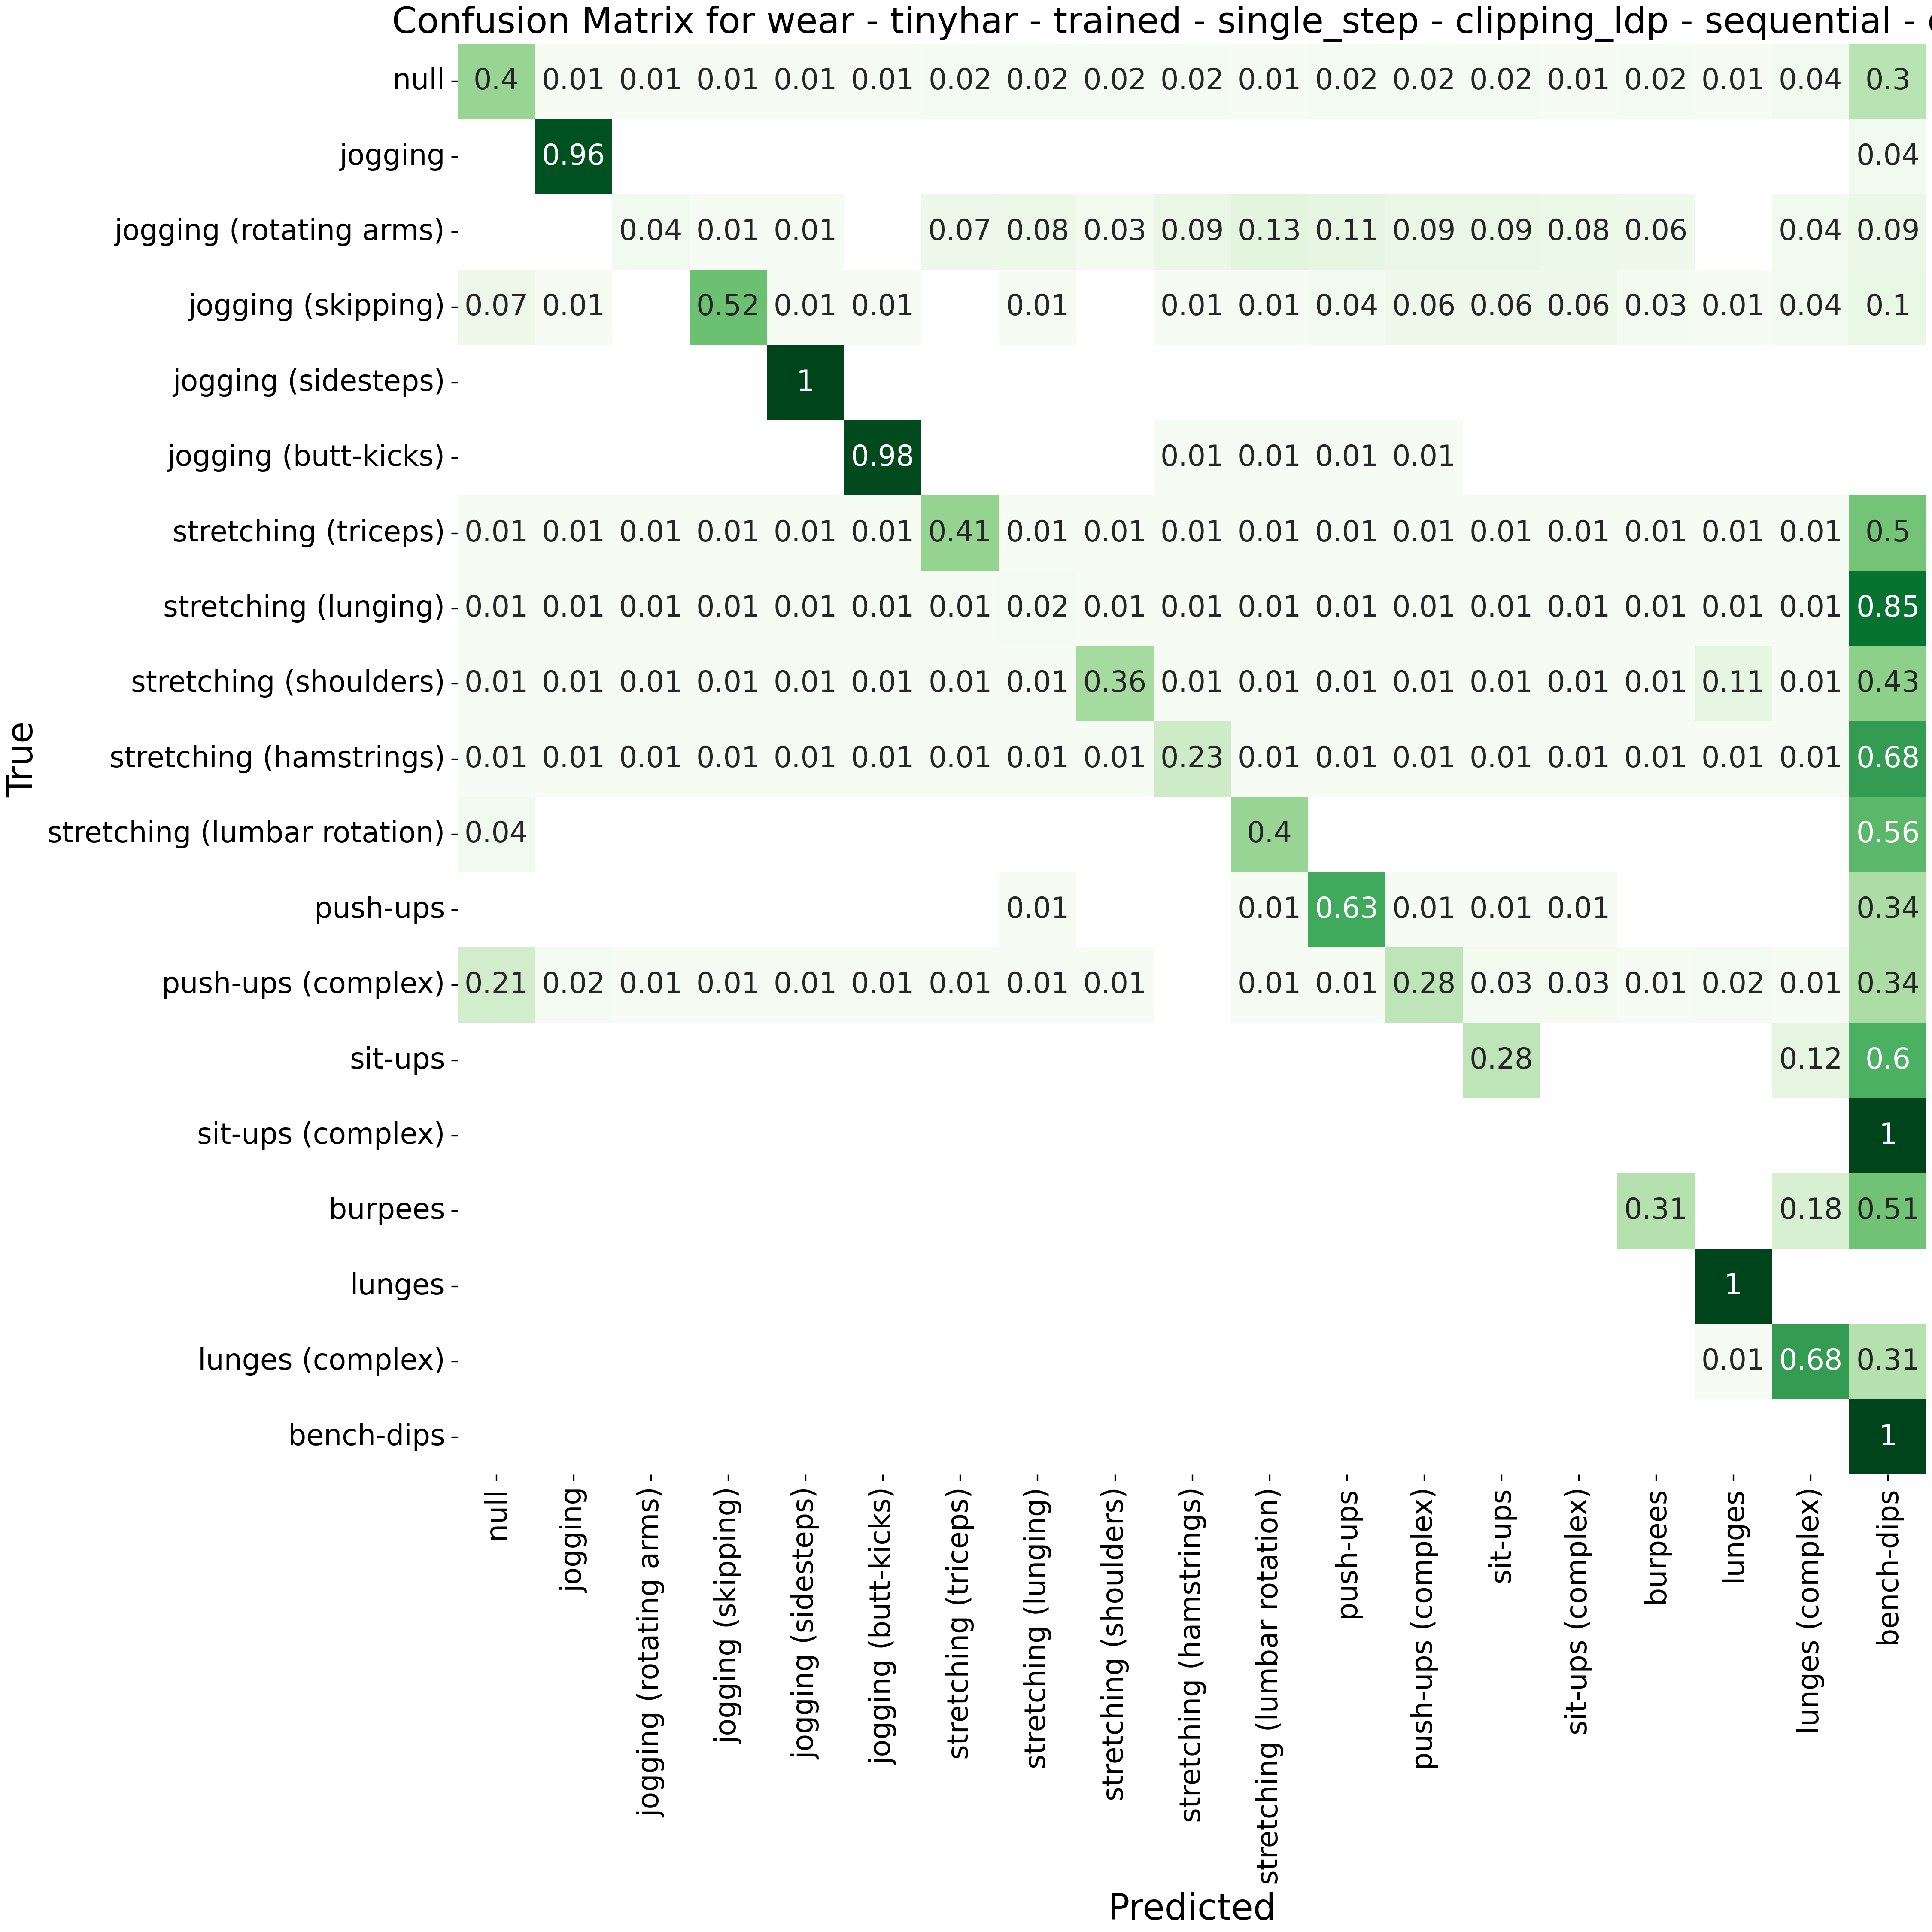 Confusion Matrix for wear - tinyhar - trained - single_step - clipping_ldp - sequential -
null 0.4 0.01 0.01 0.01 0.01 0.01 0.02 0.02 0.02 0.02 0.01 0.02 0.02 0.02 0.01 0.02 0.01 0.04 0.3
jogging 0.96 0.04
jogging (rotating arms) 0.04 0.01 0.01 0.07 0.08 0.03 0.09 0.13 0.11 0.09 0.09 0.08 0.06 0.04 0.09
jogging (skipping) 0.07 0.01 0.52 0.01 0.01 0.01 0.01 0.01 0.04 0.06 0.06 0.06 0.03 0.01 0.04 0.1
jogging (sidesteps) 1
jogging (butt-kicks) 0.98 0.01 0.01 0.01 0.01
stretching (triceps) 0.01 0.01 0.01 0.01 0.01 0.01 0.41 0.01 0.01 0.01 0.01 0.01 0.01 0.01 0.01 0.01 0.01 0.01 0.5
stretching (lunging) 0.01 0.01 0.01 0.01 0.01 0.01 0.01 0.02 0.01 0.01 0.01 0.01 0.01 0.01 0.01 0.01 0.01 0.01 0.85
stretching (shoulders) 0.01 0.01 0.01 0.01 0.01 0.01 0.01 0.01 0.36 0.01 0.01 0.01 0.01 0.01 0.01 0.01 0.11 0.01 0.43
stretching (hamstrings) 0.01 0.01 0.01 0.01 0.01 0.01 0.01 0.01 0.01 0.23 0.01 0.01 0.01 0.01 0.01 0.01 0.01 0.01 0.68
stretching (lumbar rotation) 0.04 0.4 0.56
push-ups 0.01 0.01 0.63 0.01 0.01 0.01 0.34
push-ups (complex) 0.21 0.02 0.01 0.01 0.01 0.01 0.01 0.01 0.01 0.01 0.01 0.28 0.03 0.03 0.01 0.02 0.01 0.34
sit-ups 0.28 0.12 0.6
sit-ups (complex) 1
burpees 0.31 0.18 0.51
lunges 1
lunges (complex) 0.01 0.68 0.31
bench-dips 1
True
null
jogging
jogging (rotating arms)
jogging (skipping)
jogging (sidesteps)
jogging (butt-kicks)
stretching (triceps)
stretching (lunging)
stretching (shoulders)
stretching (hamstrings)
stretching (lumbar rotation)
push-ups
push-ups (complex)
sit-ups
sit-ups (complex)
burpees
lunges
lunges (complex)
bench-dips
Predicted